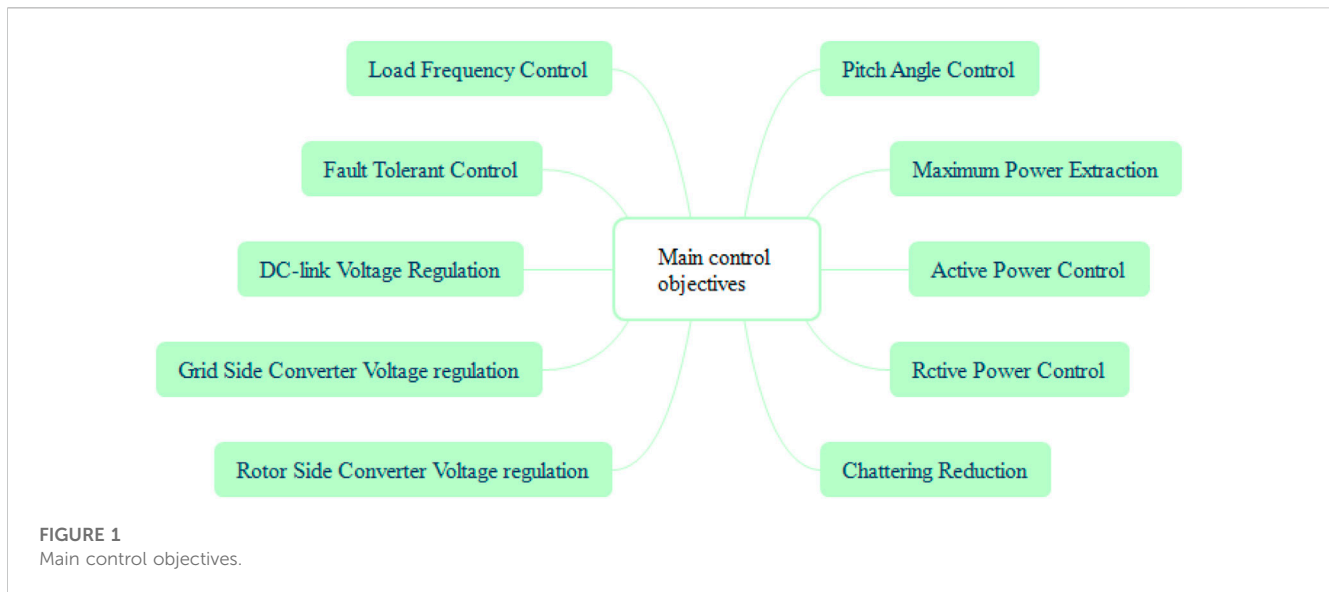 Load Frequency Control
Fault Tolerant Control
DC-link Voltage Regulation
Grid Side Converter Voltage regulation
Rotor Side Converter Voltage regulation
Main control
objectives
Pitch Angle Control
Maximum Power Extraction
Active Power Control
Rctive Power Control
Chattering Reduction
FIGURE 1
Main control objectives.